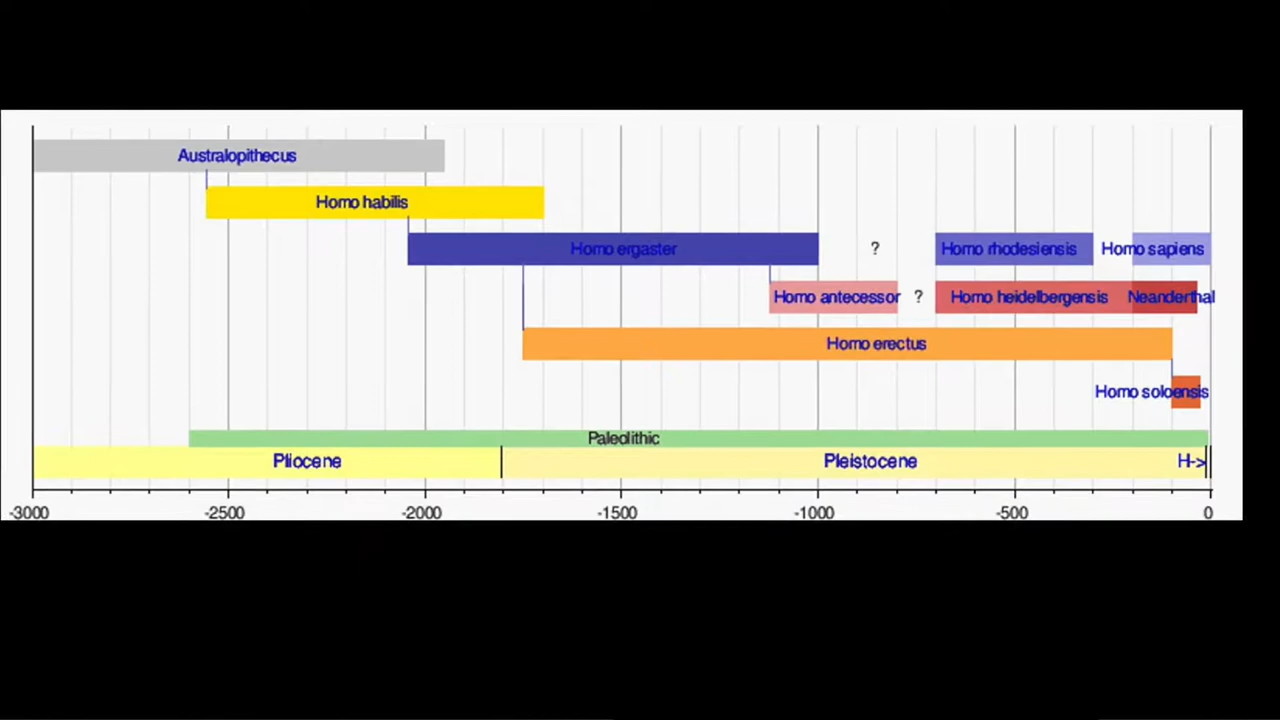 Australopithecus
Homo habilis
Homo ergaster ? Homo rhodesiensis Homo sapiens
Homo antecessor ? Homo heidelbergensis Neanderthal
Homo erectus
Homo soloensis
Paleolithic
Pliocene Pleistocene H->
-3000 -2500 -2000 -1500 -1000 -500 0